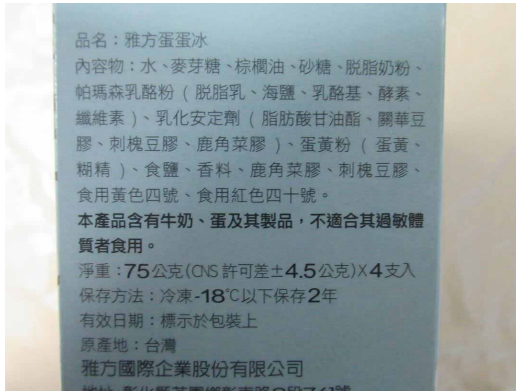 品名：雅方蛋蛋冰
內容物：水、麥芽糖、棕櫚油、砂糖、脱脂奶粉、
帕瑪森乳酪粉（脱脂乳、海鹽、乳酪基、酵素、
纖維素）、乳化安定劑（脂肪酸甘油酯、關華豆
膠、刺槐豆膠、鹿角菜膠）、蛋黃粉（蛋黃、
糊精）、食鹽、香料、鹿角菜膠、刺槐豆膠、
食用黃色四號、食用紅色四十號。
本產品含有牛奶、蛋及其製品，不適合其過敏體
質者食用。
淨重：75公克(CNS 許可差±4.5公克)X4支入
保存方法：冷凍-18℃以下保存2年
有效日期：標示於包裝上
原產地：台灣
雅方國際企業股份有限公司